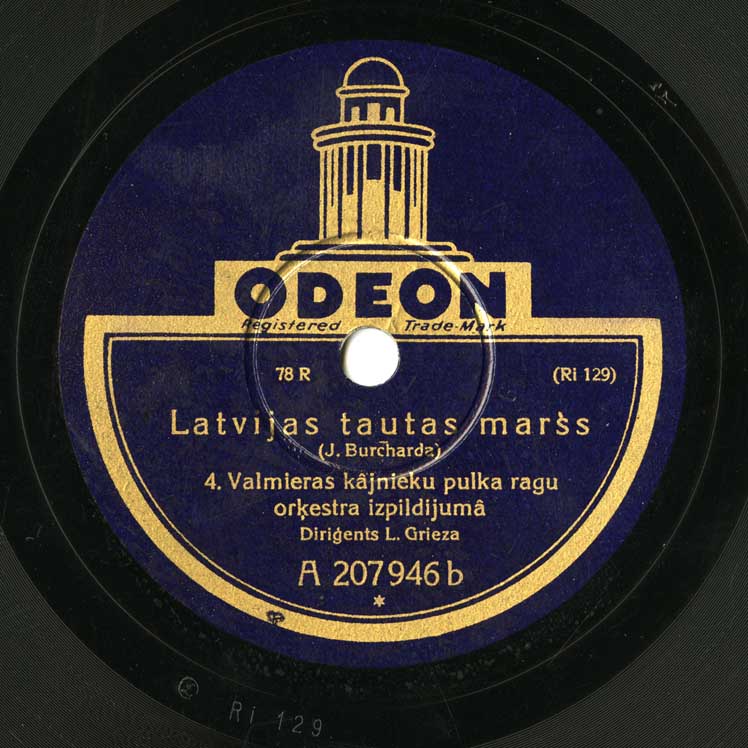 ODEON
Registered Trade-Mark
78 R (Ri 129)
Latvijas tautas maršs
(J. Burcharda)
4. Valmieras kâjnieku pulka ragu
orķestra izpildijumâ
Diriģents L. Grieza
A 207946 b
*
Ri 129